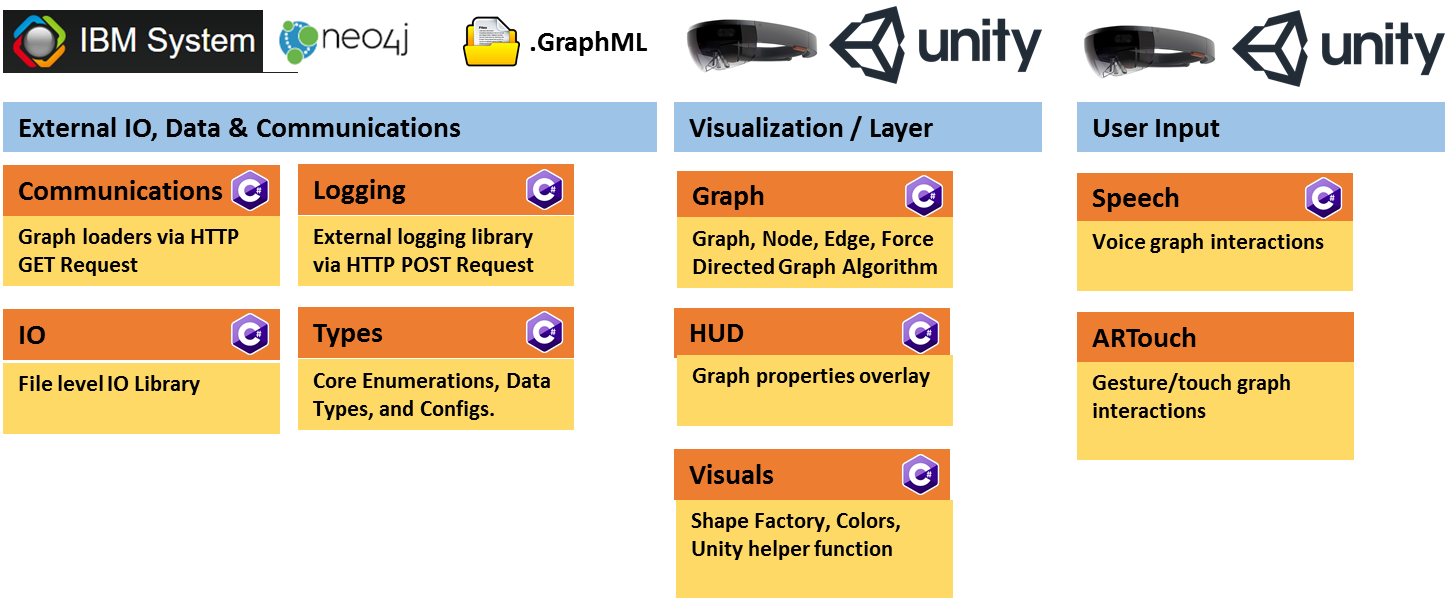 IBM System
neo4j
.GraphML
unity
unity
External IO, Data & Communications
Communications
C#
Graph loaders via HTTP
GET Request
Logging
C#
External logging library
via HTTP POST Request
IO
C#
File level IO Library
Types
C#
Core Enumerations, Data
Types, and Configs.
Visualization / Layer
Graph
C#
Graph, Node, Edge, Force
Directed Graph Algorithm
HUD
C#
Graph properties overlay
Visuals
C#
Shape Factory, Colors,
Unity helper function
User Input
Speech
C#
Voice graph interactions
ARTouch
Gesture/touch graph
interactions